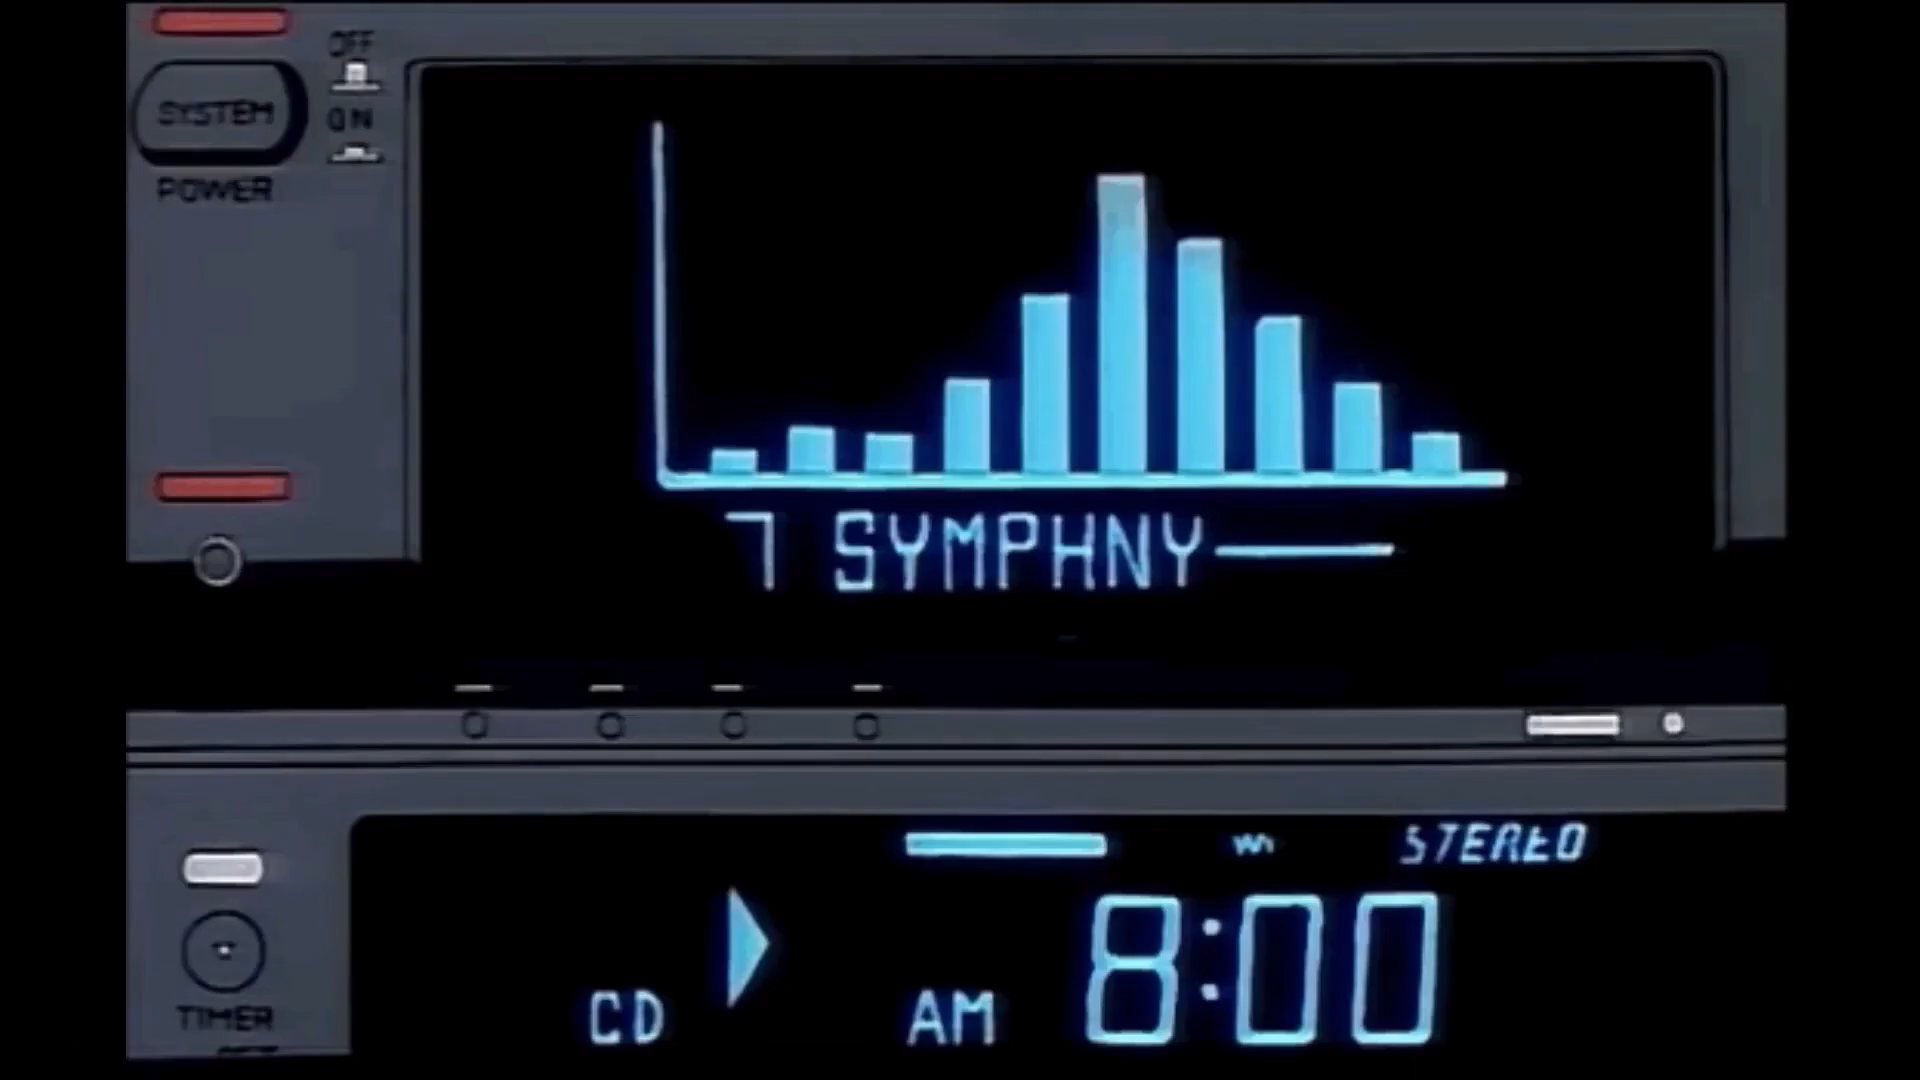 OFF
SYSTEM
ON
POWER
7 SYMPHNY
STEREO
8:00
CD
AM
TIMER